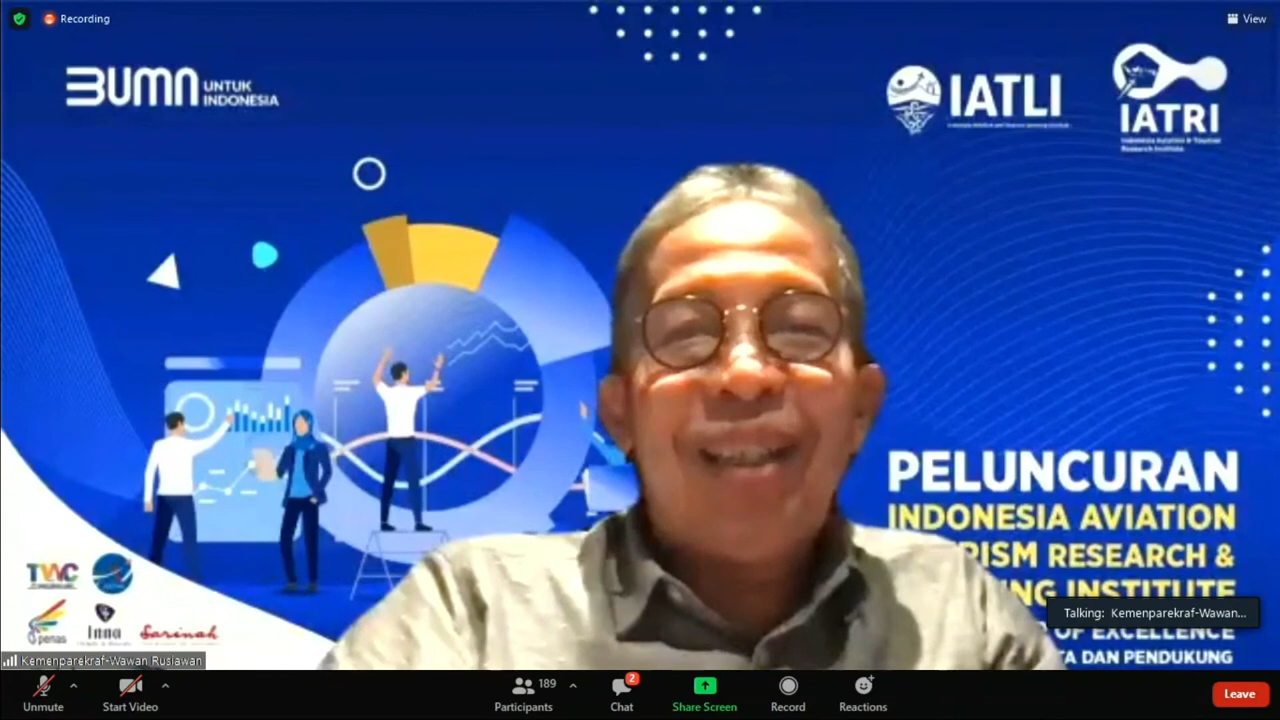 Recording
View
BUMN UNTUK
INDONESIA
IATLI
IATRI
Indonesia Aviation & Tourism
Research Institute
PELUNCURAN
INDONESIA AVIATION
RISM RESEARCH &
NG INSTITUTE
Talking: Kemenparekraf-Wawan...
OF EXCELLENCE
TA DAN PENDUKUNG
TWC
penas
Inna
Sarinah
Kemenparekraf-Wawan Rusiawan
Unmute
Start Video
189
Participants
2
Chat
Share Screen
Record
Reactions
Leave